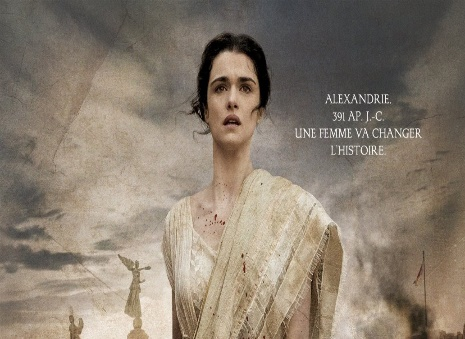 ALEXANDRIE,
391 AP. J.-C.
UNE FEMME VA CHANGER
L'HISTOIRE.